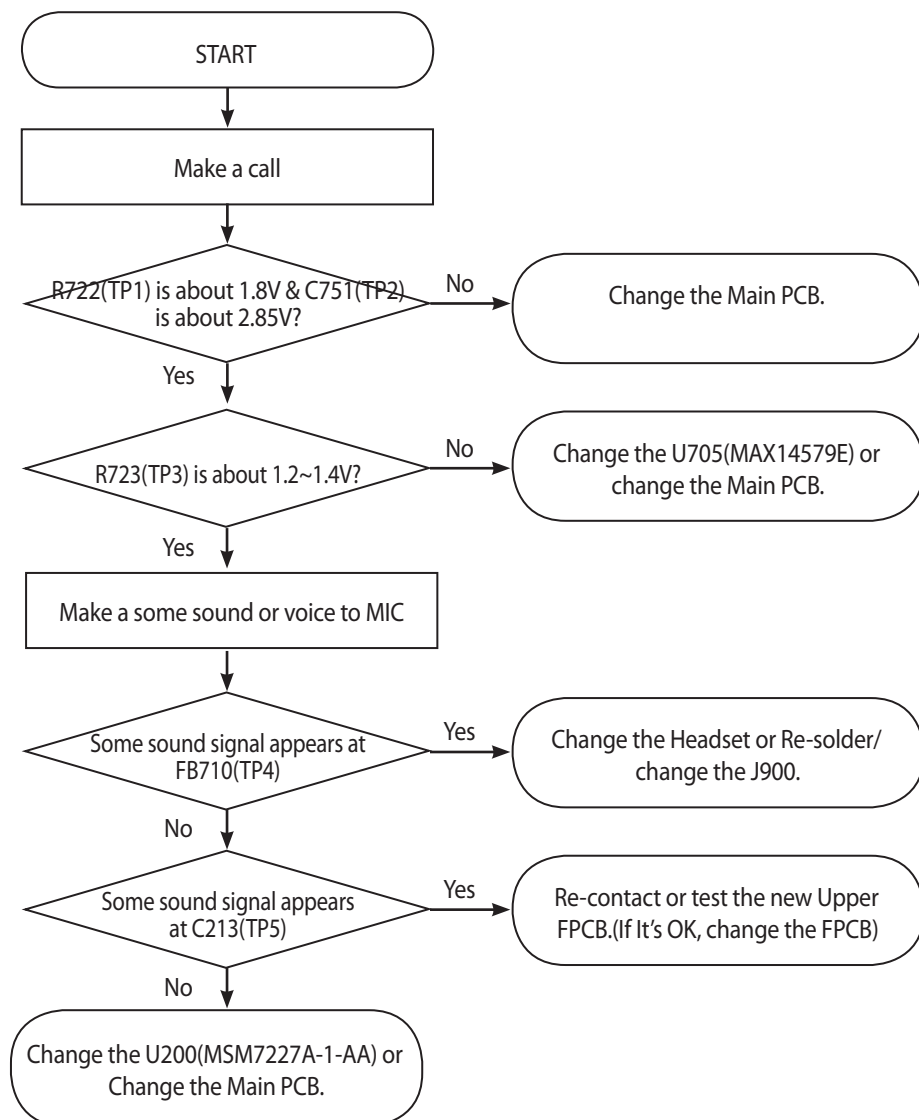 START
Make a call
R722(TP1) is about 1.8V & C751(TP2)
is about 2.85V?
No
Change the Main PCB.
Yes
R723(TP3) is about 1.2~1.4V?
No
Change the U705(MAX14579E) or
change the Main PCB.
Yes
Make a some sound or voice to MIC
Some sound signal appears at
FB710(TP4)
Yes
Change the Headset or Re-solder/
change the J900.
No
Some sound signal appears
at C213(TP5)
Yes
Re-contact or test the new Upper
FPCB.(If It's OK, change the FPCB)
No
Change the U200(MSM7227A-1-AA) or
Change the Main PCB.